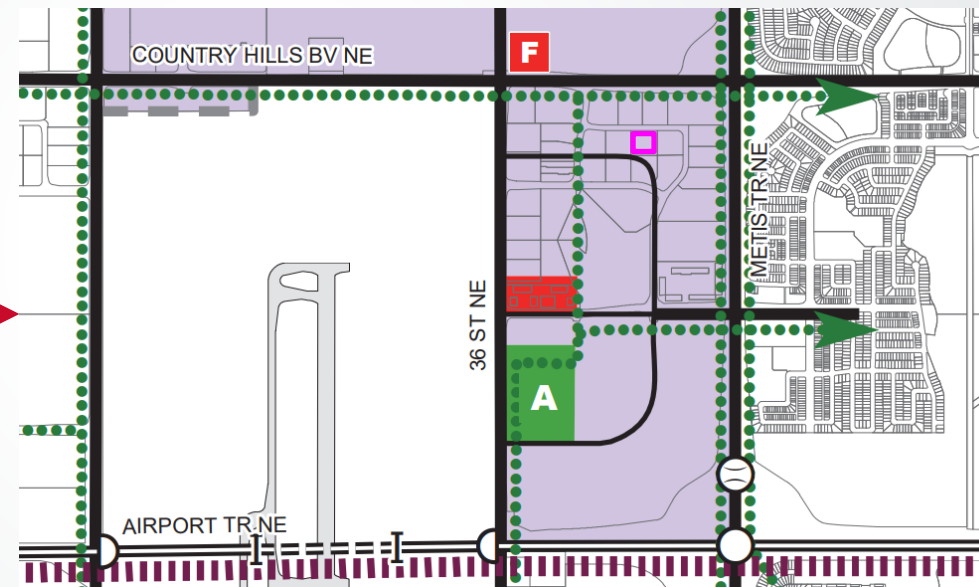 COUNTRY HILLS BV NE
F
METIS TR NE
36 ST NE
A
AIRPORT TR NE